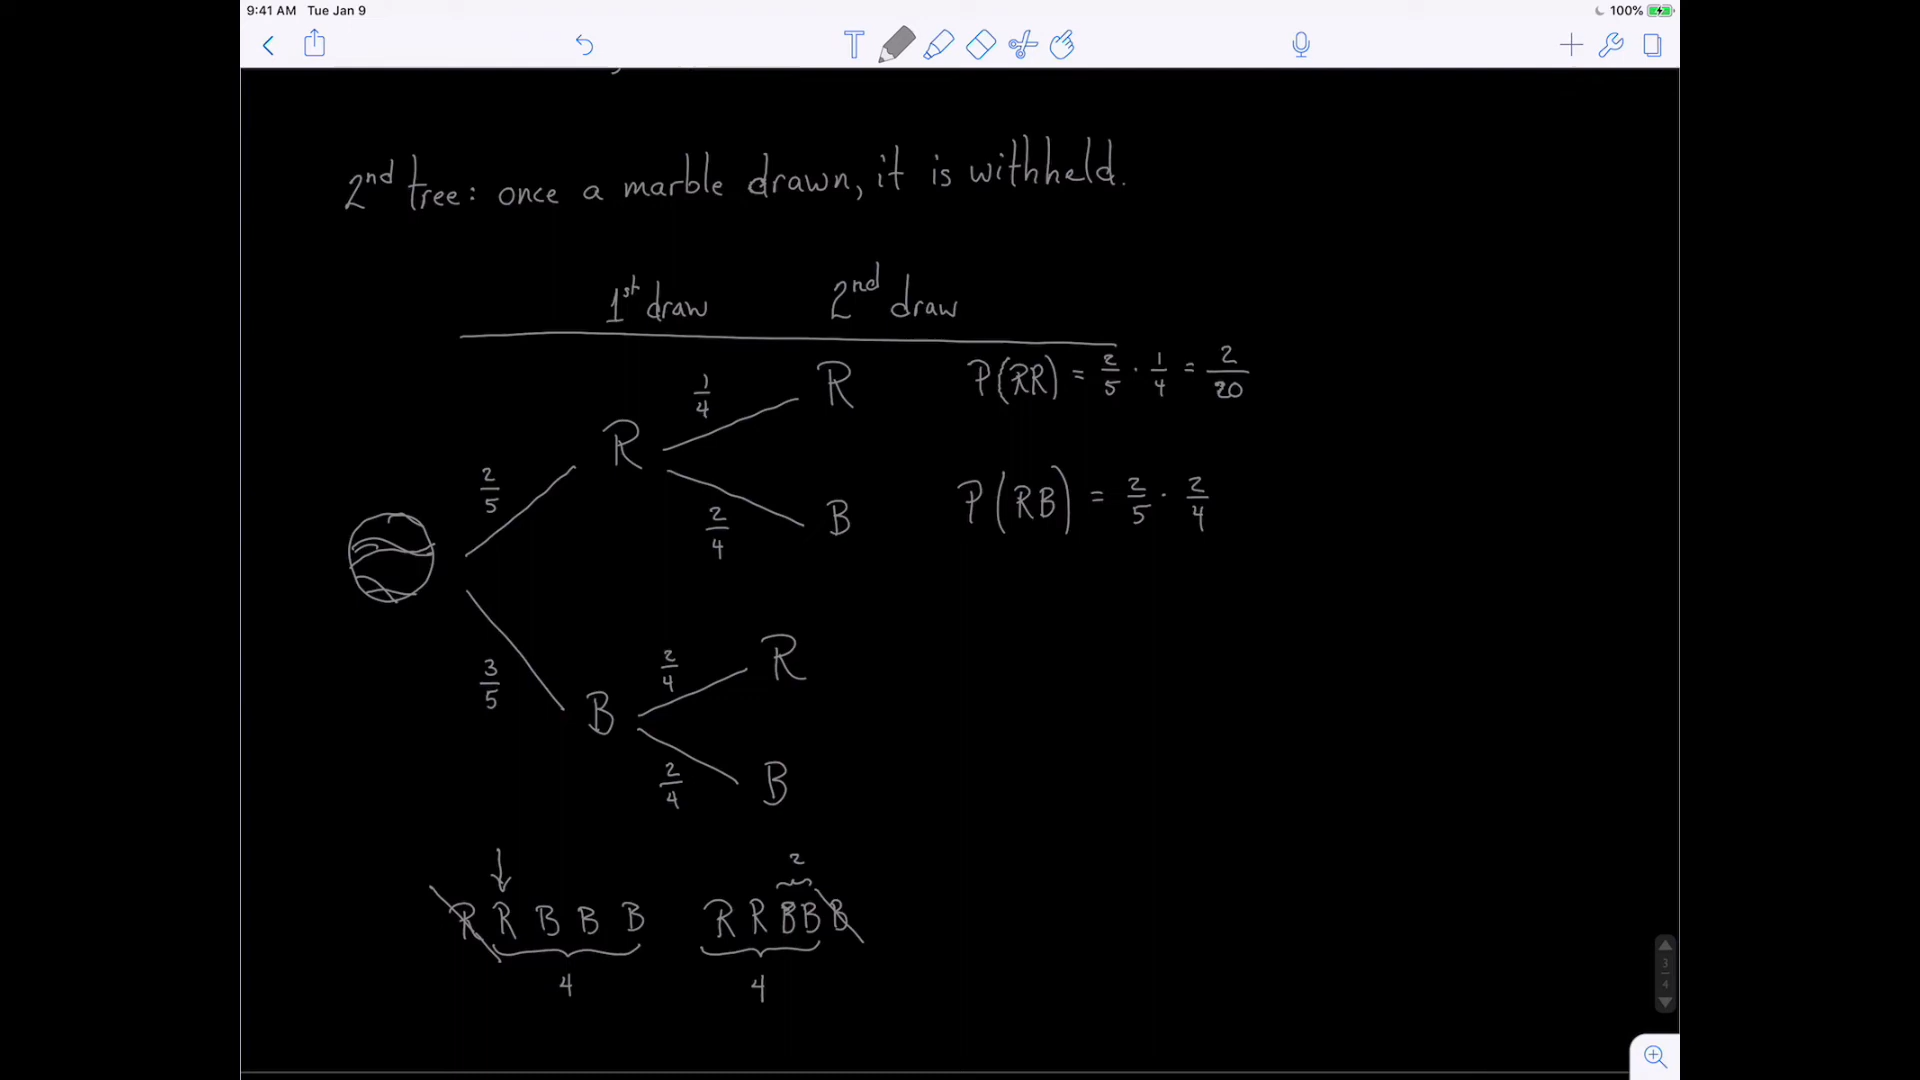 9:41 AM Tue Jan 9
100%
T
2nd tree: once a marble drawn, it is withheld.
1st draw 2nd draw
1/4 R P(RR) = 2/5 · 1/4 = 2/20
R
2/5
2/4 B P(RB) = 2/5 · 2/4
2/4 R
3/5
B
2/4 B
2
R R B B B R R B B B
4 4
3/4